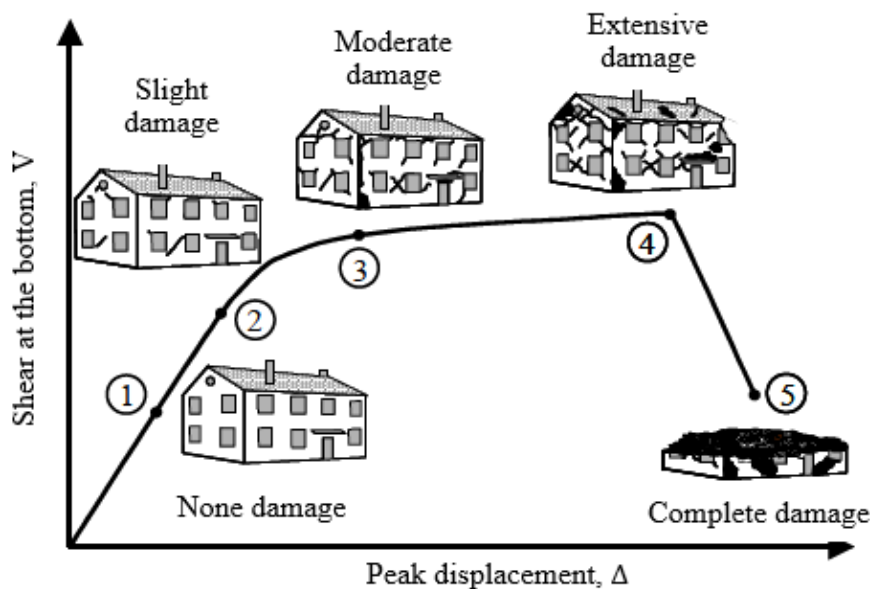 Moderate
damage
Extensive
damage
Slight
damage
Shear at the bottom, V
3
4
2
1
5
None damage
Complete damage
Peak displacement, Δ